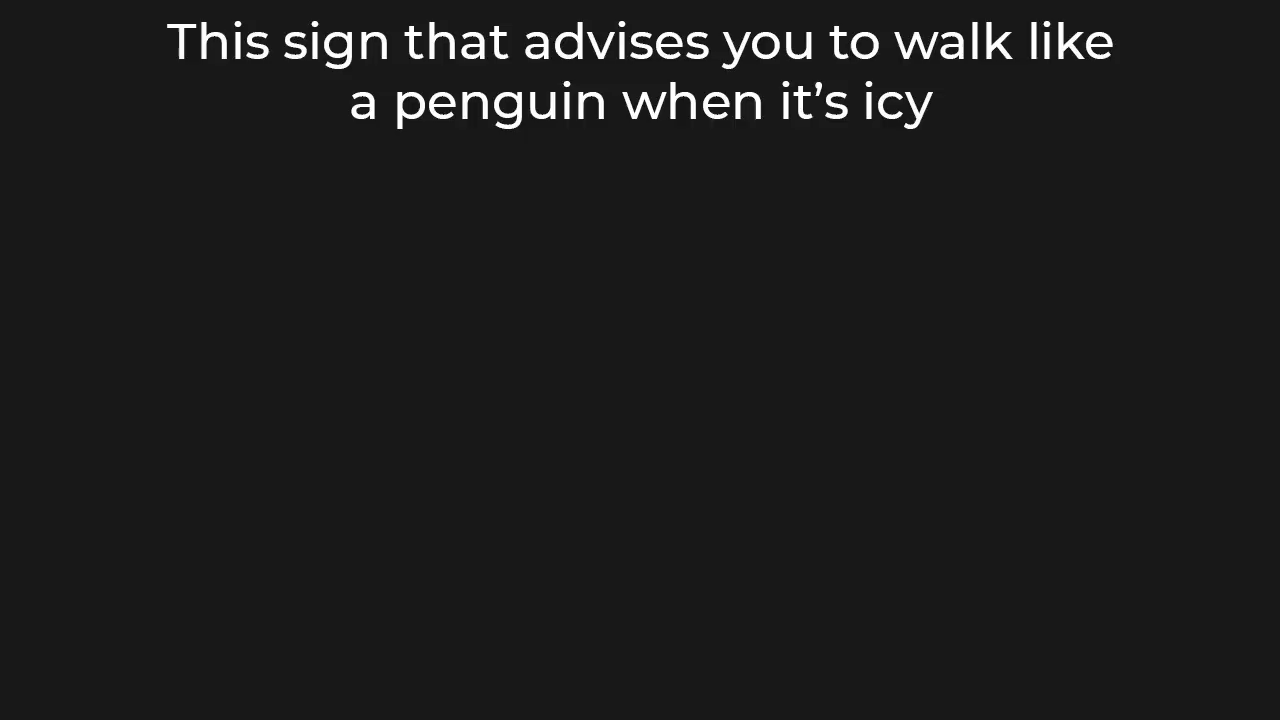 This sign that advises you to walk like
a penguin when it’s icy